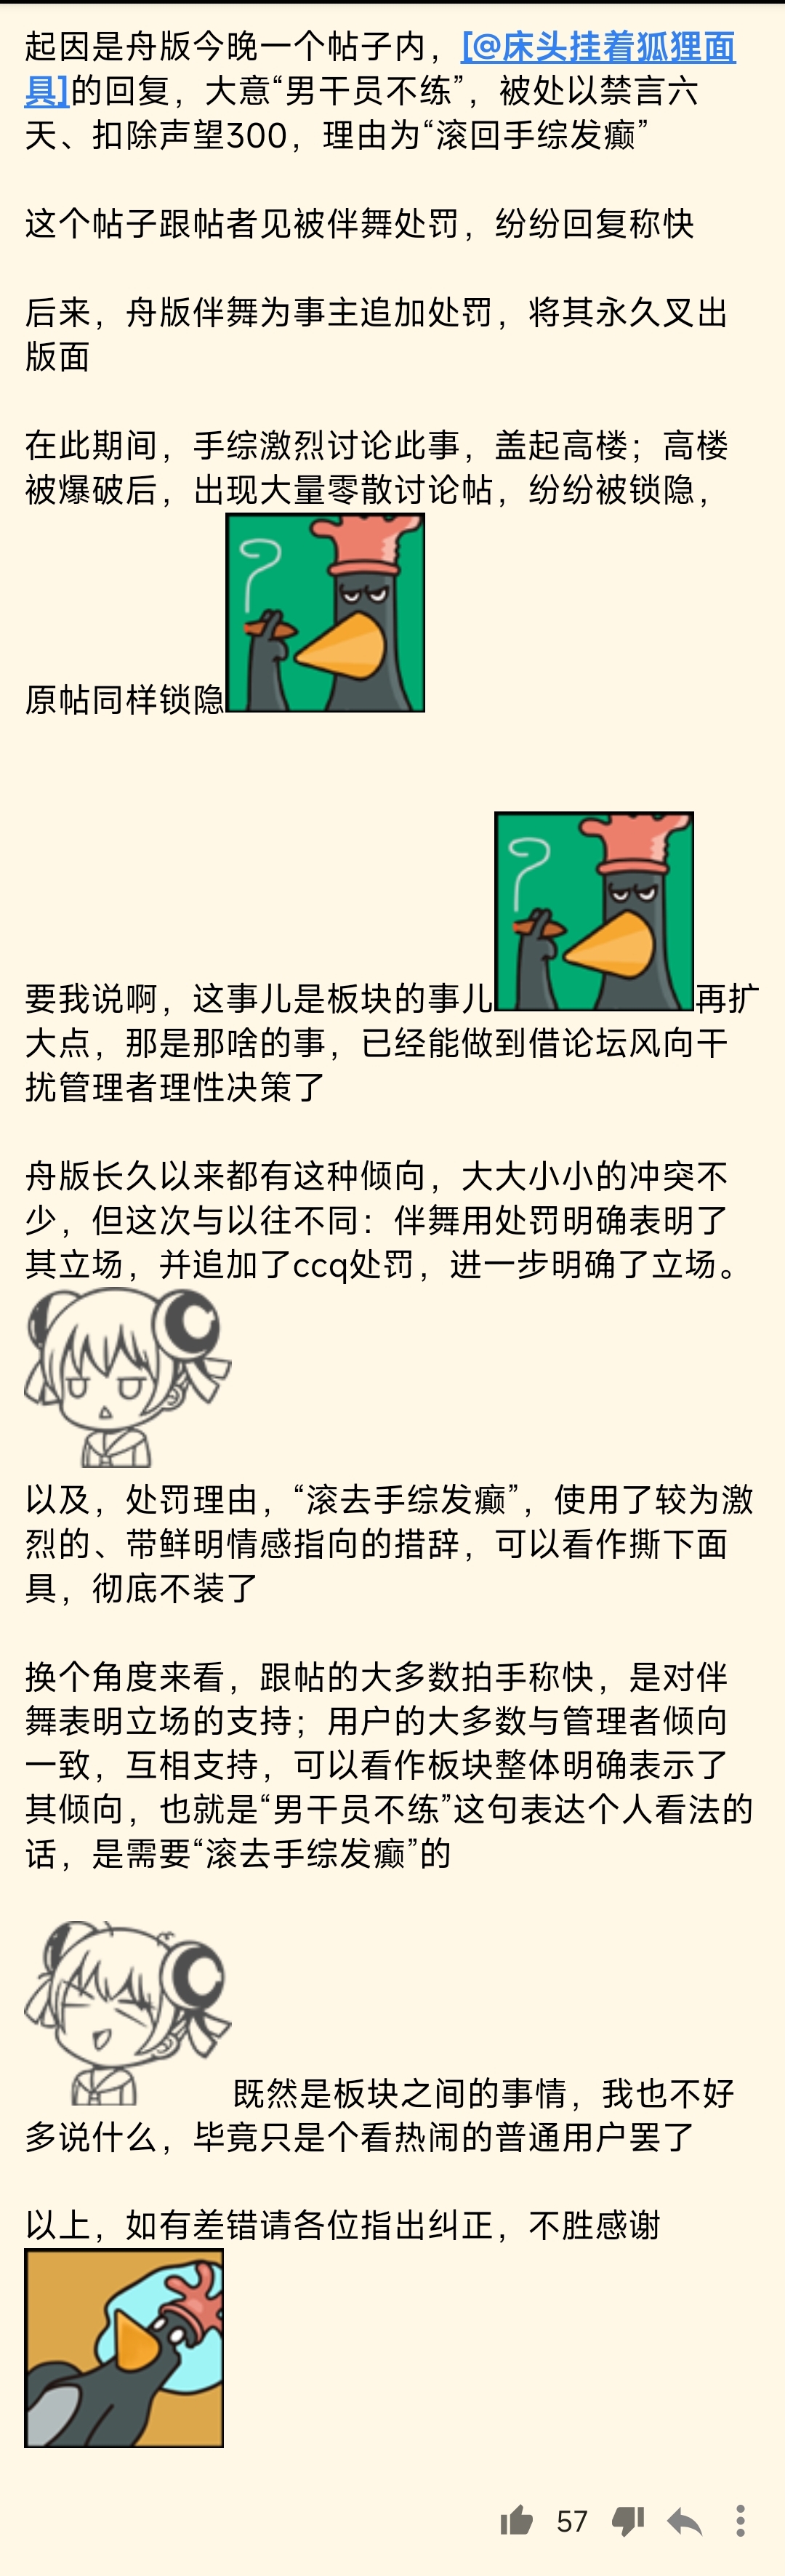 起因是舟版今晚一个帖子内，[@床头挂着狐狸面
具]的回复，大意“男干员不练”，被处以禁言六
天、扣除声望300，理由为“滚回手综发癫”
这个帖子跟帖者见被伴舞处罚，纷纷回复称快
后来，舟版伴舞为事主追加处罚，将其永久叉出
版面
在此期间，手综激烈讨论此事，盖起高楼；高楼
被爆破后，出现大量零散讨论帖，纷纷被锁隐，
原帖同样锁隐
要我说啊，这事儿是板块的事儿再扩
大点，那是那啥的事，已经能做到借论坛风向干
扰管理者理性决策了
舟版长久以来都有这种倾向，大大小小的冲突不
少，但这次与以往不同：伴舞用处罚明确表明了
其立场，并追加了ccq处罚，进一步明确了立场。
以及，处罚理由，“滚去手综发癫”，使用了较为激
烈的、带鲜明情感指向的措辞，可以看作撕下面
具，彻底不装了
换个角度来看，跟帖的大多数拍手称快，是对伴
舞表明立场的支持；用户的大多数与管理者倾向
一致，互相支持，可以看作板块整体明确表示了
其倾向，也就是“男干员不练”这句表达个人看法的
话，是需要“滚去手综发癫”的
既然是板块之间的事情，我也不好
多说什么，毕竟只是个看热闹的普通用户罢了
以上，如有差错请各位指出纠正，不胜感谢
57